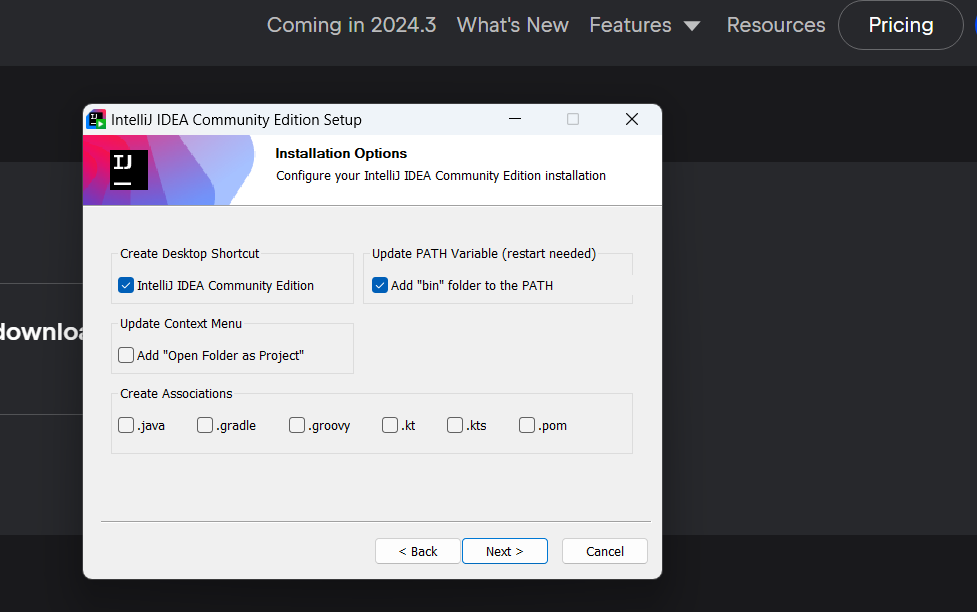 Coming in 2024.3 What's New Features Resources Pricing
IntelliJ IDEA Community Edition Setup
IJ
Installation Options
Configure your IntelliJ IDEA Community Edition installation
Create Desktop Shortcut
IntelliJ IDEA Community Edition
Update PATH Variable (restart needed)
Add "bin" folder to the PATH
Update Context Menu
Add "Open Folder as Project"
Create Associations
.java .gradle .groovy .kt .kts .pom
< Back Next > Cancel